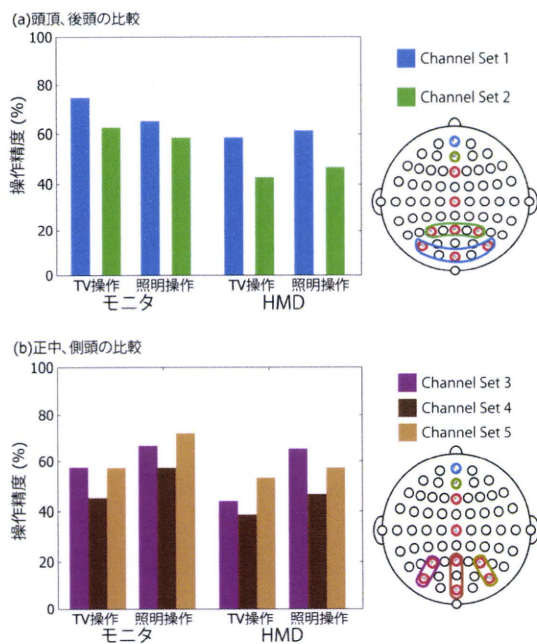 (a)頭頂、後頭の比較
操作精度 (%)
100
80
60
40
20
0
TV操作 照明操作 TV操作 照明操作
モニタ HMD
Channel Set 1
Channel Set 2
(b)正中、側頭の比較
操作精度 (%)
100
80
60
40
20
0
TV操作 照明操作 TV操作 照明操作
モニタ HMD
Channel Set 3
Channel Set 4
Channel Set 5